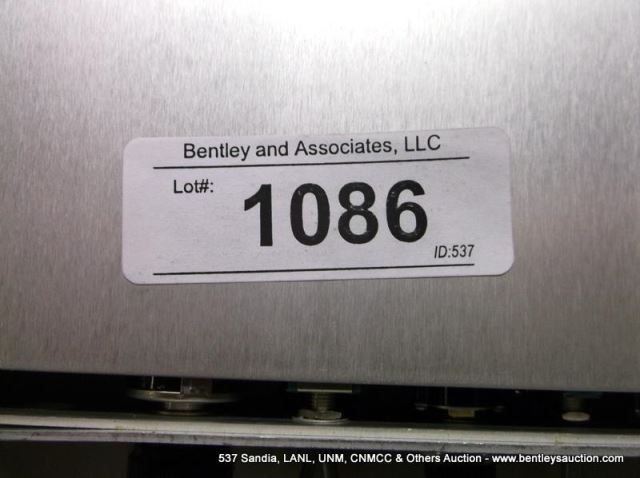 Bentley and Associates, LLC
Lot#: 1086
ID:537
537 Sandia, LANL, UNM, CNMCC & Others Auction - www.bentleysauction.com